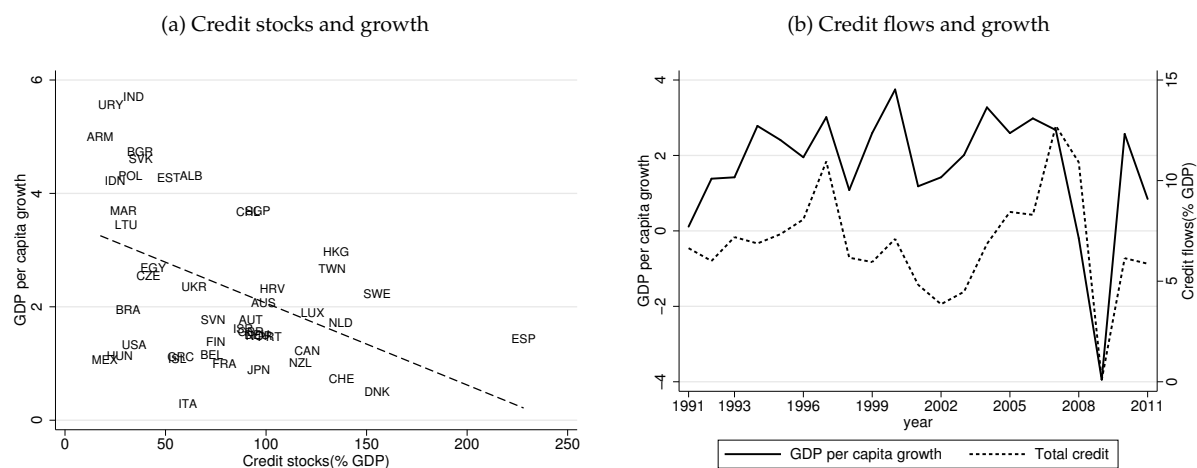 (a) Credit stocks and growth
GDP per capita growth
6
4
2
0
URY
IND
ARM
BGR
SVK
POL
IDN
EST
ALB
MAR
LTU
CHL
SGP
HKG
TWN
EGY
CZE
UKR
HRV
SWE
AUS
BRA
LUX
SVN
AUT
NLD
ISR
PRT
ESP
USA
FIN
HUN
MEX
GRC
ISL
BEL
FRA
CAN
NZL
JPN
CHE
DNK
ITA
0 50 100 150 200 250
Credit stocks(% GDP)
(b) Credit flows and growth
GDP per capita growth
4
2
0
−2
−4
15
10
5
0
Credit flows(% GDP)
1991 1993 1996 1999 2002 2005 2008 2011
year
GDP per capita growth Total credit